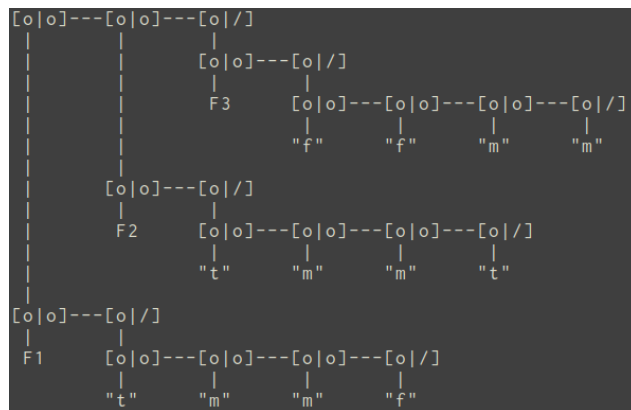 [o|o]---[o|o]---[o|/]
 |       |       |
 |       |      [o|o]---[o|/]
 |       |       |       |
 |       |       F3     [o|o]---[o|o]---[o|o]---[o|/]
 |       |               |       |       |       |
 |       |              "f"     "f"     "m"     "m"
 |       |
 |      [o|o]---[o|/]
 |       |       |
 |       F2     [o|o]---[o|o]---[o|o]---[o|/]
 |               |       |       |       |
 |              "t"     "m"     "m"     "t"
 |
[o|o]---[o|/]
 |       |
 F1     [o|o]---[o|o]---[o|o]---[o|/]
         |       |       |       |
        "t"     "m"     "m"     "f"